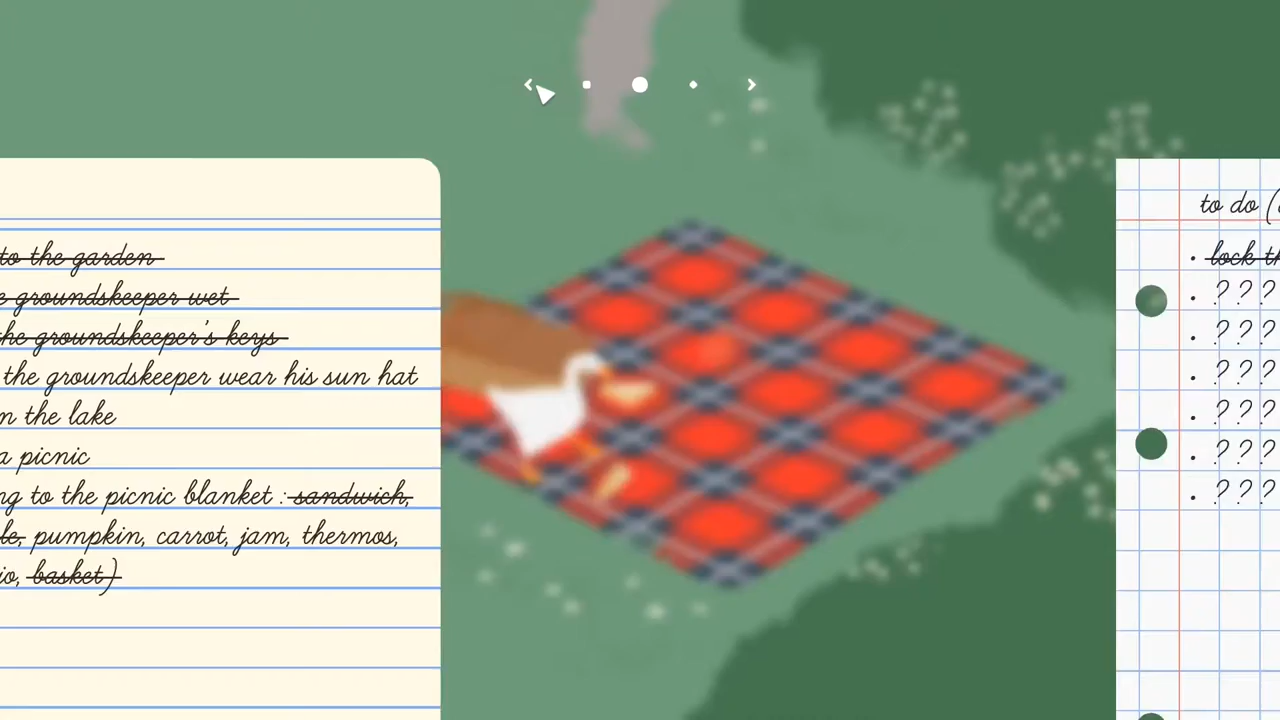 to the garden
groundskeeper wet
the groundskeeper's keys
the groundskeeper wear his sun hat
the lake
a picnic
to the picnic blanket : sandwich,
pumpkin, carrot, jam, thermos,
basket)
to do
• lock
• ???
• ???
• ???
• ???
• ???
• ???